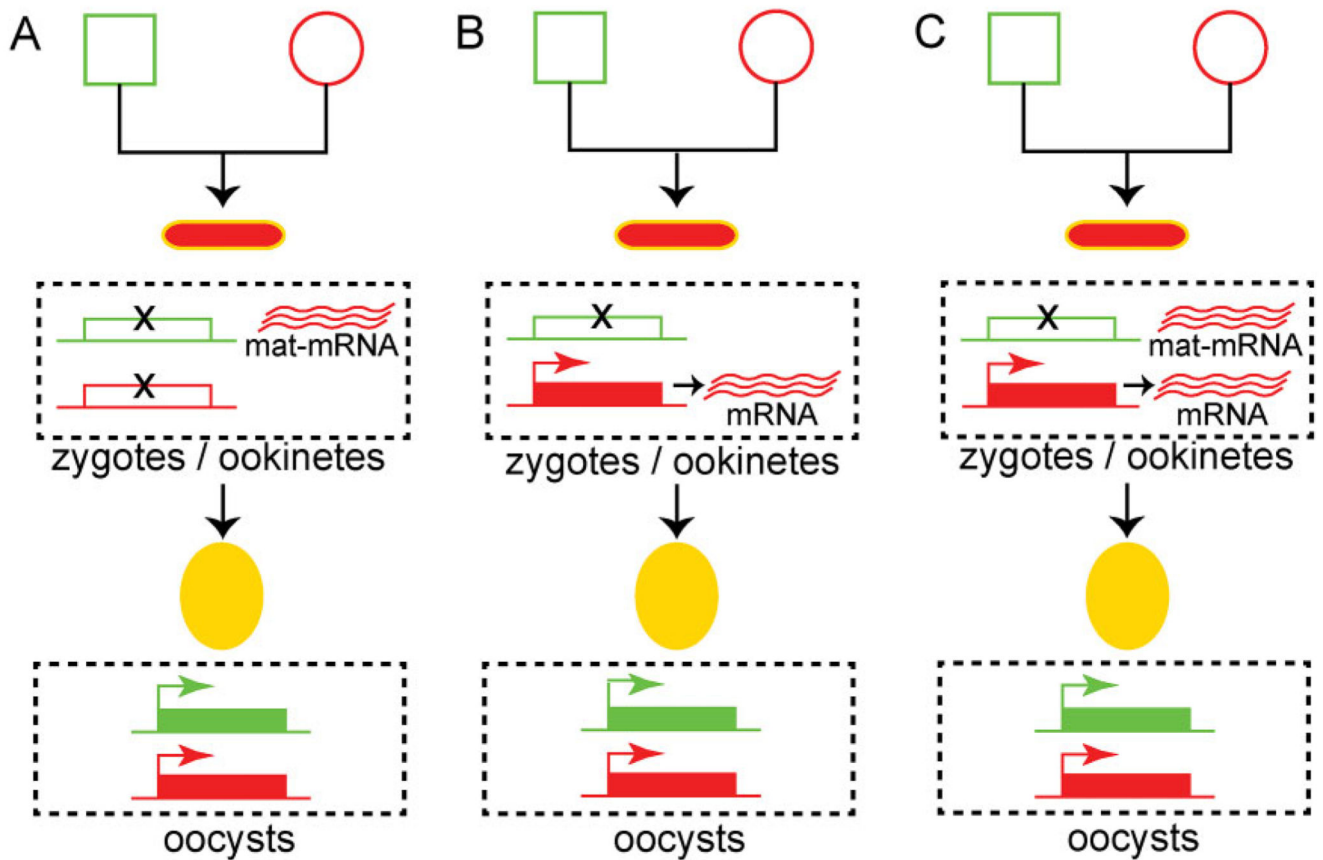 A
X
mat-mRNA
X
zygotes / ookinetes
oocysts
B
X
mRNA
zygotes / ookinetes
oocysts
C
X
mat-mRNA
mRNA
zygotes / ookinetes
oocysts